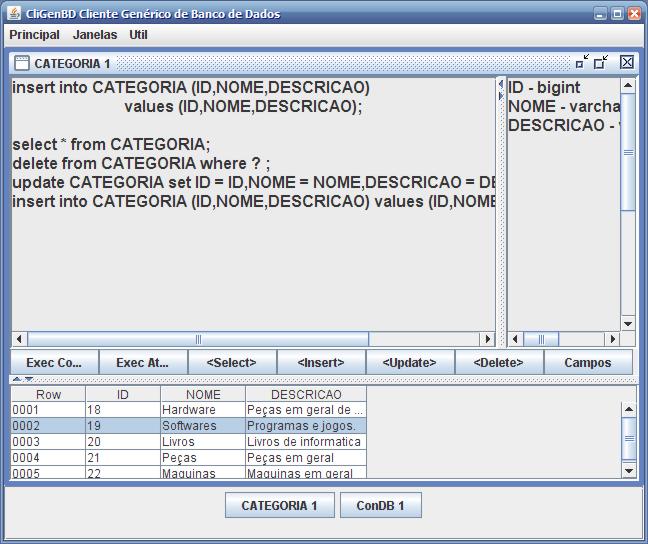 CliGenBD Cliente Genérico de Banco de Dados
Principal Janelas Util
CATEGORIA 1
insert into CATEGORIA (ID,NOME,DESCRICAO)
values (ID,NOME,DESCRICAO);
select * from CATEGORIA;
delete from CATEGORIA where ? ;
update CATEGORIA set ID = ID,NOME = NOME,DESCRICAO = DE
insert into CATEGORIA (ID,NOME,DESCRICAO) values (ID,NOME
ID - bigint
NOME - varcha
DESCRICAO - v
Exec Co... Exec At... <Select> <Insert> <Update> <Delete> Campos
Row ID NOME DESCRICAO
0001 18 Hardware Peças em geral de ...
0002 19 Softwares Programas e jogos.
0003 20 Livros Livros de informatica
0004 21 Peças Peças em geral
0005 22 Maquinas Maquinas em geral
CATEGORIA 1 ConDB 1